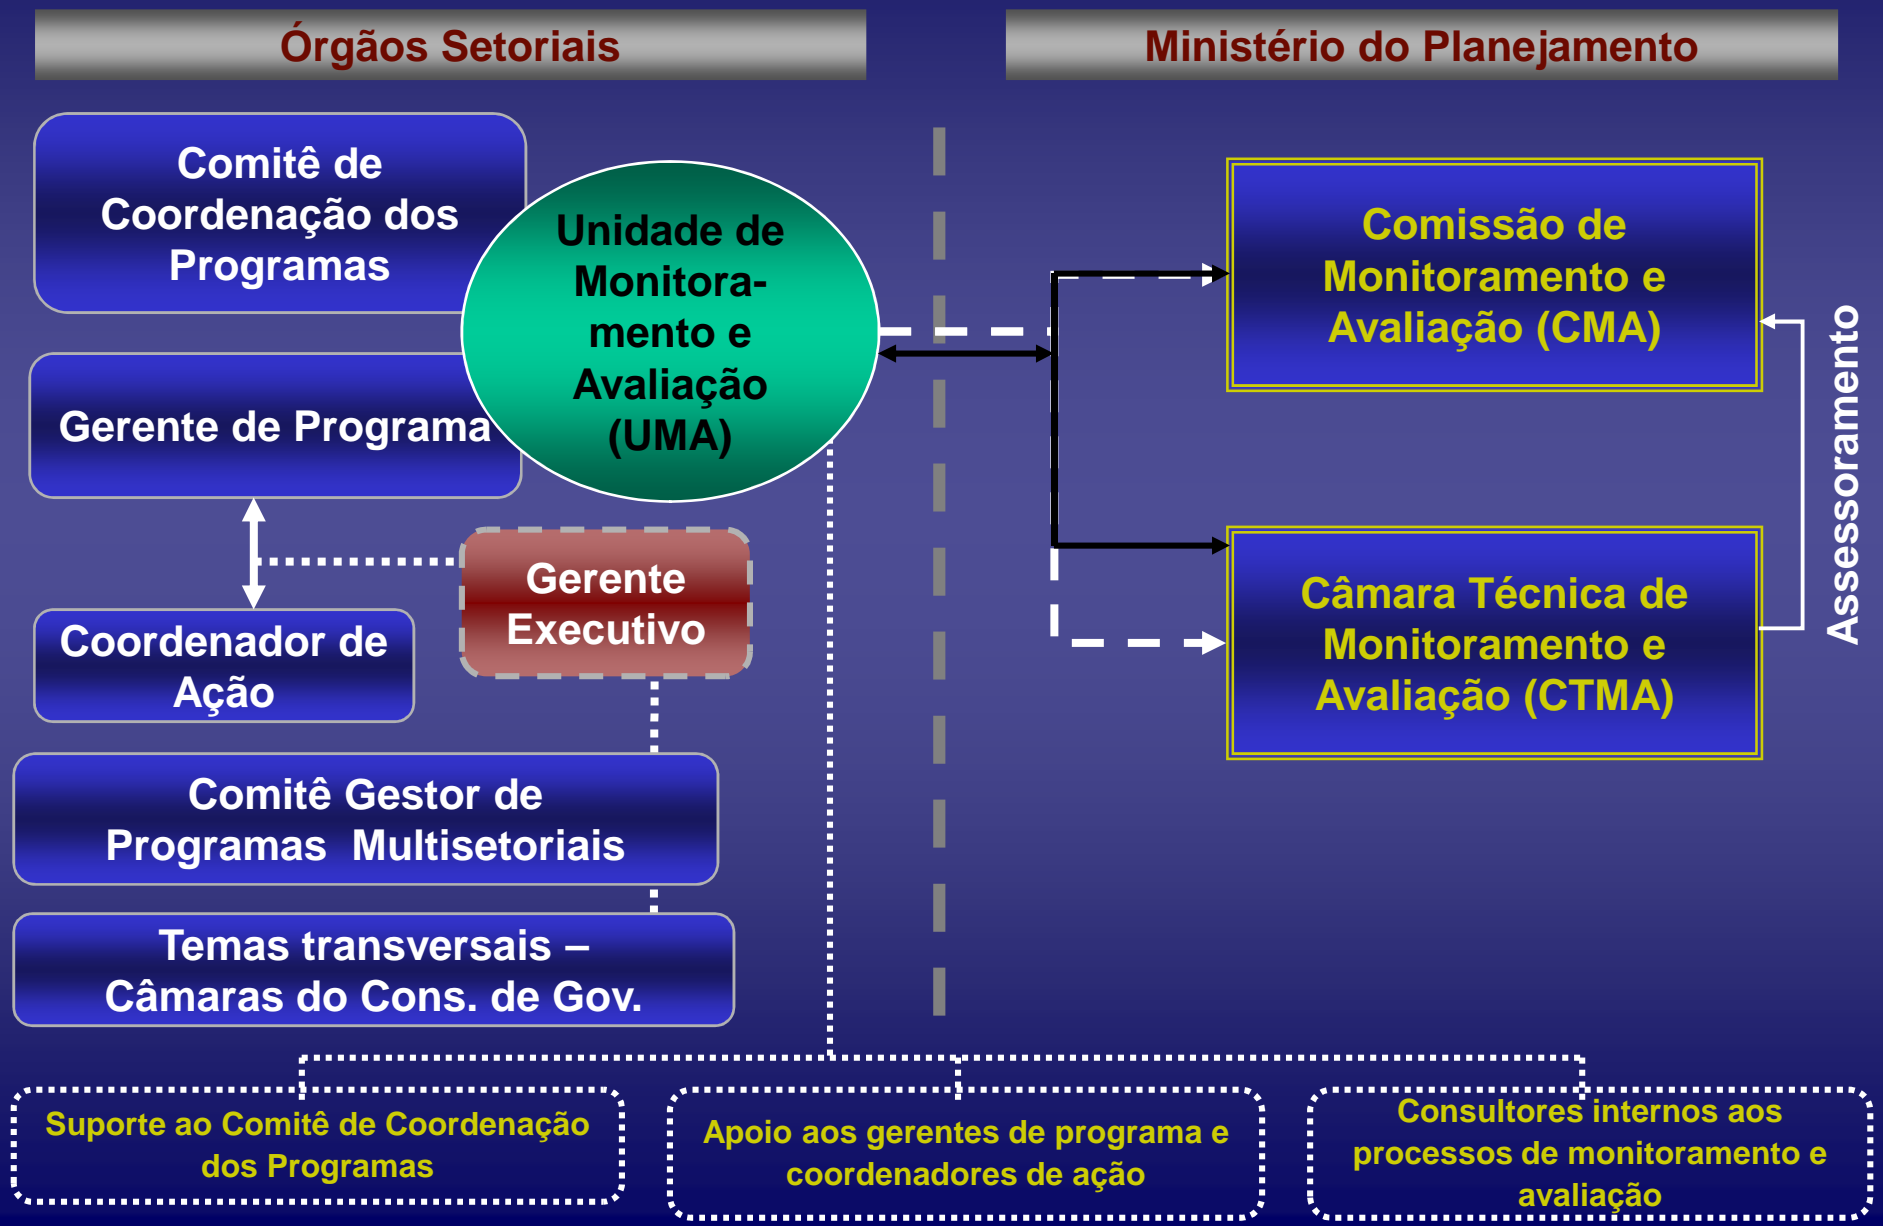 Órgãos Setoriais
Ministério do Planejamento
Comitê de
Coordenação dos
Programas
Unidade de
Monitora-
mento e
Avaliação
(UMA)
Comissão de
Monitoramento e
Avaliação (CMA)
Assessoramento
Gerente de Programa
Gerente
Executivo
Câmara Técnica de
Monitoramento e
Avaliação (CTMA)
Coordenador de
Ação
Comitê Gestor de
Programas  Multisetoriais
Temas transversais –
Câmaras do Cons. de Gov.
Suporte ao Comitê de Coordenação
dos Programas
Apoio aos gerentes de programa e
coordenadores de ação
Consultores internos aos
processos de monitoramento e
avaliação